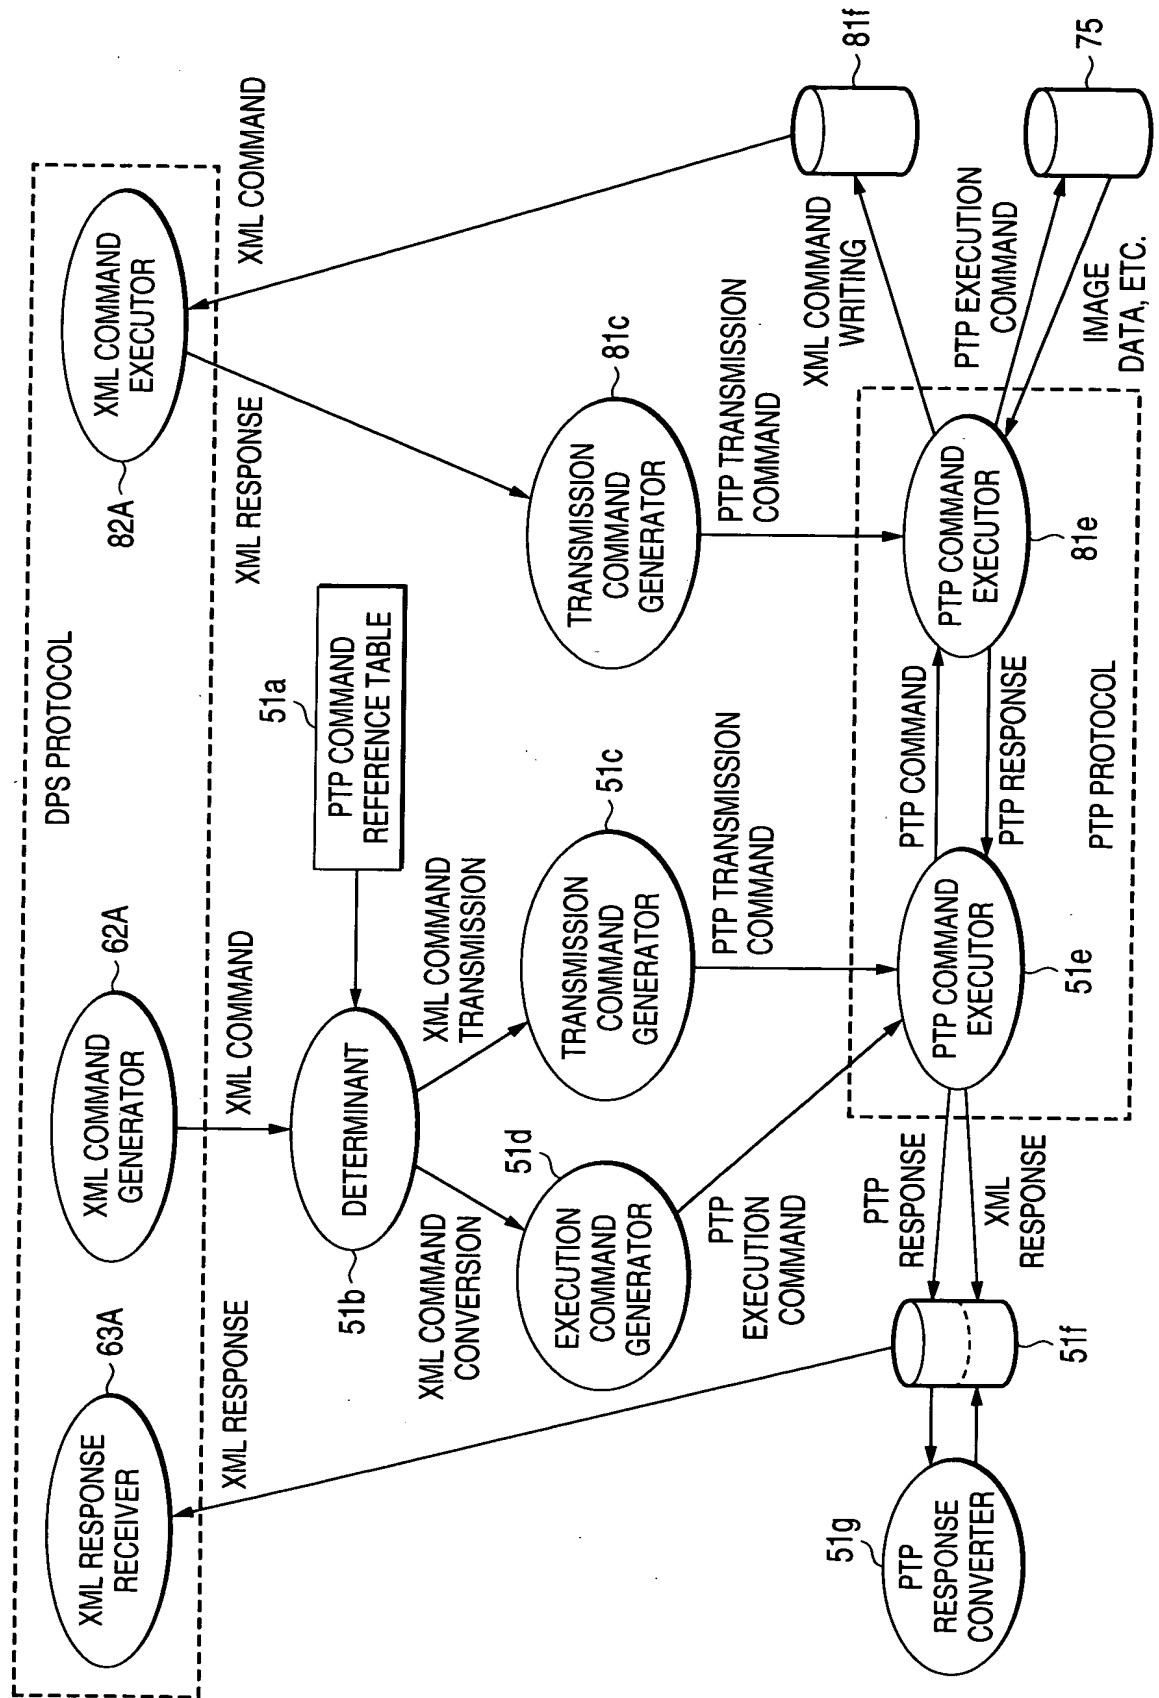 DPS PROTOCOL
XML RESPONSE
RECEIVER
63A
XML COMMAND
GENERATOR
62A
XML COMMAND
EXECUTOR
82A
XML RESPONSE
XML COMMAND
XML RESPONSE
XML COMMAND
DETERMINANT
51b
PTP COMMAND
REFERENCE TABLE
51a
XML COMMAND
CONVERSION
XML COMMAND
TRANSMISSION
EXECUTION
COMMAND
GENERATOR
51d
TRANSMISSION
COMMAND
GENERATOR
51c
TRANSMISSION
COMMAND
GENERATOR
81c
PTP
EXECUTION
COMMAND
PTP TRANSMISSION
COMMAND
PTP TRANSMISSION
COMMAND
XML COMMAND
WRITING
81f
PTP
RESPONSE
CONVERTER
51g
51f
PTP
RESPONSE
XML
RESPONSE
PTP COMMAND
EXECUTOR
51e
PTP COMMAND
PTP RESPONSE
PTP COMMAND
EXECUTOR
81e
PTP PROTOCOL
PTP EXECUTION
COMMAND
IMAGE
DATA, ETC.
75